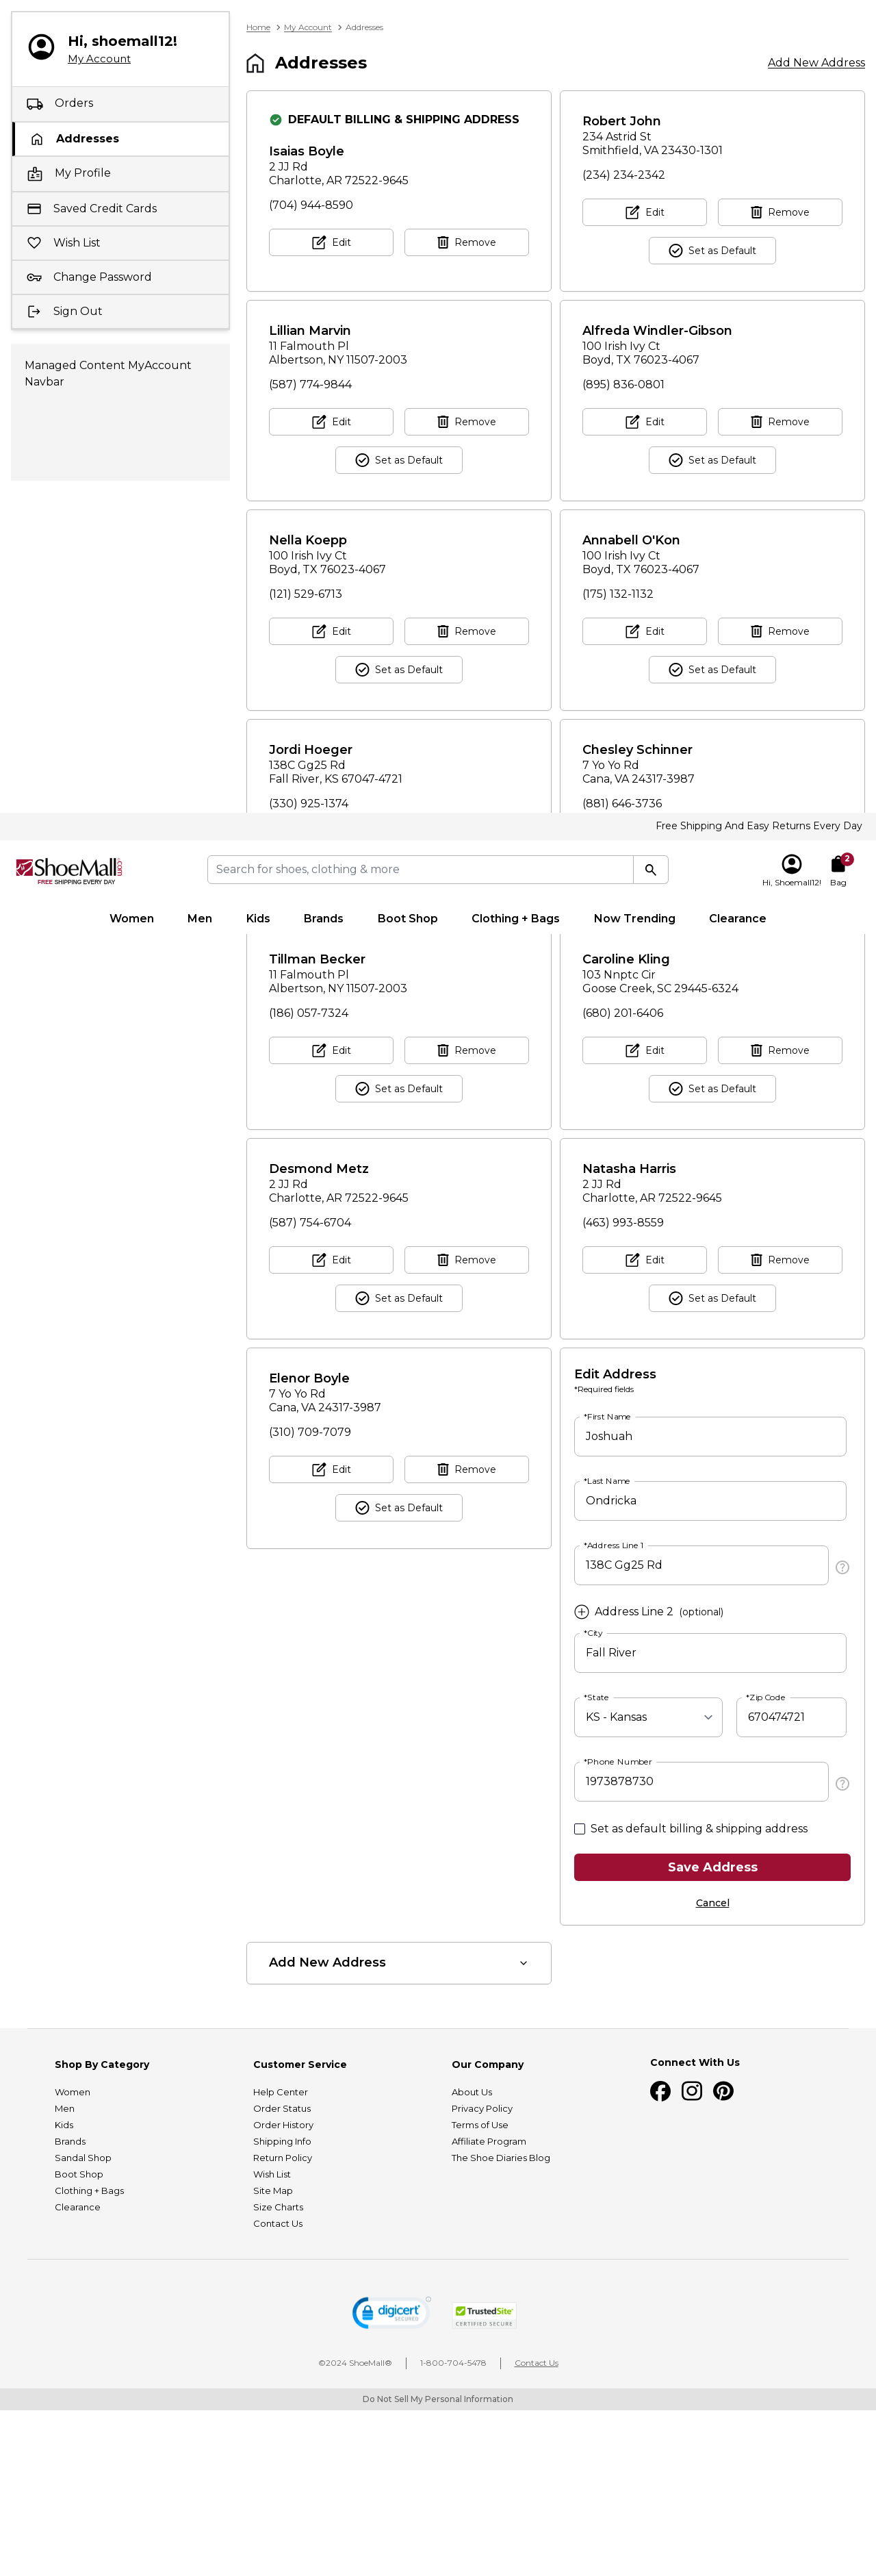 Hi, shoemall12!
My Account
Orders
Addresses
My Profile
Saved Credit Cards
Wish List
Change Password
Sign Out
Managed Content MyAccount
Navbar
Home > My Account > Addresses
Addresses
Add New Address
DEFAULT BILLING & SHIPPING ADDRESS
Isaias Boyle
2 JJ Rd
Charlotte, AR 72522-9645
(704) 944-8590
Edit
Remove
Robert John
234 Astrid St
Smithfield, VA 23430-1301
(234) 234-2342
Edit
Remove
Set as Default
Lillian Marvin
11 Falmouth Pl
Albertson, NY 11507-2003
(587) 774-9844
Edit
Remove
Set as Default
Alfreda Windler-Gibson
100 Irish Ivy Ct
Boyd, TX 76023-4067
(895) 836-0801
Edit
Remove
Set as Default
Nella Koepp
100 Irish Ivy Ct
Boyd, TX 76023-4067
(121) 529-6713
Edit
Remove
Set as Default
Annabell O'Kon
100 Irish Ivy Ct
Boyd, TX 76023-4067
(175) 132-1132
Edit
Remove
Set as Default
Jordi Hoeger
138C Gg25 Rd
Fall River, KS 67047-4721
(330) 925-1374
Chesley Schinner
7 Yo Yo Rd
Cana, VA 24317-3987
(881) 646-3736
Free Shipping And Easy Returns Every Day
ShoeMall.com
FREE SHIPPING EVERY DAY
Search for shoes, clothing & more
Hi, Shoemall12!
2
Bag
Women
Men
Kids
Brands
Boot Shop
Clothing + Bags
Now Trending
Clearance
Tillman Becker
11 Falmouth Pl
Albertson, NY 11507-2003
(186) 057-7324
Edit
Remove
Set as Default
Caroline Kling
103 Nnptc Cir
Goose Creek, SC 29445-6324
(680) 201-6406
Edit
Remove
Set as Default
Desmond Metz
2 JJ Rd
Charlotte, AR 72522-9645
(587) 754-6704
Edit
Remove
Set as Default
Natasha Harris
2 JJ Rd
Charlotte, AR 72522-9645
(463) 993-8559
Edit
Remove
Set as Default
Elenor Boyle
7 Yo Yo Rd
Cana, VA 24317-3987
(310) 709-7079
Edit
Remove
Set as Default
Edit Address
*Required fields
*First Name
Joshuah
*Last Name
Ondricka
*Address Line 1
138C Gg25 Rd
Address Line 2 (optional)
*City
Fall River
*State
KS - Kansas
*Zip Code
670474721
*Phone Number
1973878730
Set as default billing & shipping address
Save Address
Cancel
Add New Address
Shop By Category
Women
Men
Kids
Brands
Sandal Shop
Boot Shop
Clothing + Bags
Clearance
Customer Service
Help Center
Order Status
Order History
Shipping Info
Return Policy
Wish List
Site Map
Size Charts
Contact Us
Our Company
About Us
Privacy Policy
Terms of Use
Affiliate Program
The Shoe Diaries Blog
Connect With Us
digicert
SECURED
TrustedSite
CERTIFIED SECURE
©2024 ShoeMall®
1-800-704-5478
Contact Us
Do Not Sell My Personal Information